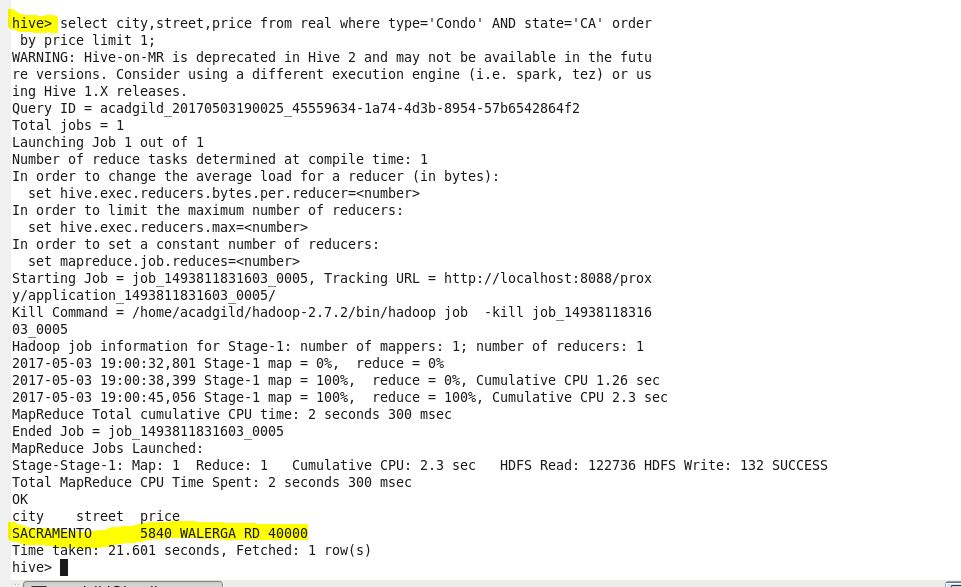 hive> select city,street,price from real where type='Condo' AND state='CA' order
 by price limit 1;
WARNING: Hive-on-MR is deprecated in Hive 2 and may not be available in the futu
re versions. Consider using a different execution engine (i.e. spark, tez) or us
ing Hive 1.X releases.
Query ID = acadgild_20170503190025_45559634-1a74-4d3b-8954-57b6542864f2
Total jobs = 1
Launching Job 1 out of 1
Number of reduce tasks determined at compile time: 1
In order to change the average load for a reducer (in bytes):
  set hive.exec.reducers.bytes.per.reducer=<number>
In order to limit the maximum number of reducers:
  set hive.exec.reducers.max=<number>
In order to set a constant number of reducers:
  set mapreduce.job.reduces=<number>
Starting Job = job_1493811831603_0005, Tracking URL = http://localhost:8088/prox
y/application_1493811831603_0005/
Kill Command = /home/acadgild/hadoop-2.7.2/bin/hadoop job  -kill job_14938118316
03_0005
Hadoop job information for Stage-1: number of mappers: 1; number of reducers: 1
2017-05-03 19:00:32,801 Stage-1 map = 0%,  reduce = 0%
2017-05-03 19:00:38,399 Stage-1 map = 100%,  reduce = 0%, Cumulative CPU 1.26 sec
2017-05-03 19:00:45,056 Stage-1 map = 100%,  reduce = 100%, Cumulative CPU 2.3 sec
MapReduce Total cumulative CPU time: 2 seconds 300 msec
Ended Job = job_1493811831603_0005
MapReduce Jobs Launched:
Stage-Stage-1: Map: 1  Reduce: 1   Cumulative CPU: 2.3 sec   HDFS Read: 122736 HDFS Write: 132 SUCCESS
Total MapReduce CPU Time Spent: 2 seconds 300 msec
OK
city    street  price
SACRAMENTO      5840 WALERGA RD 40000
Time taken: 21.601 seconds, Fetched: 1 row(s)
hive>